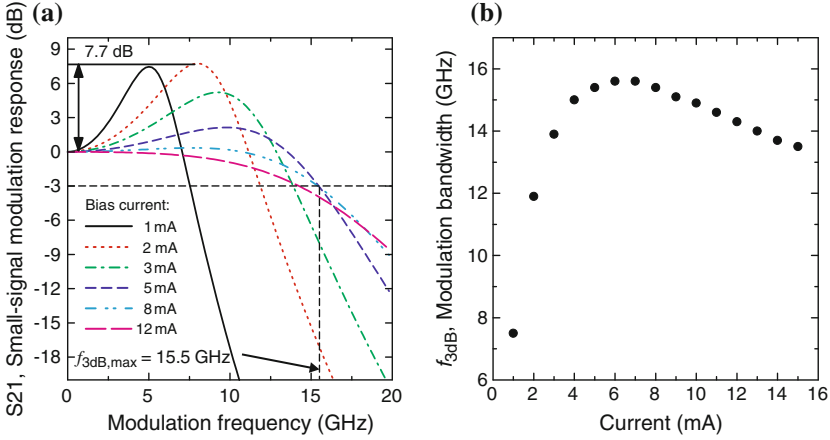 (a)
S21, Small-signal modulation response (dB)
9
6
3
0
-3
-6
-9
-12
-15
-18
7.7 dB
Bias current:
1 mA
2 mA
3 mA
5 mA
8 mA
12 mA
f3dB,max = 15.5 GHz
0 5 10 15 20
Modulation frequency (GHz)
(b)
f3dB, Modulation bandwidth (GHz)
16
14
12
10
8
6
0 2 4 6 8 10 12 14 16
Current (mA)